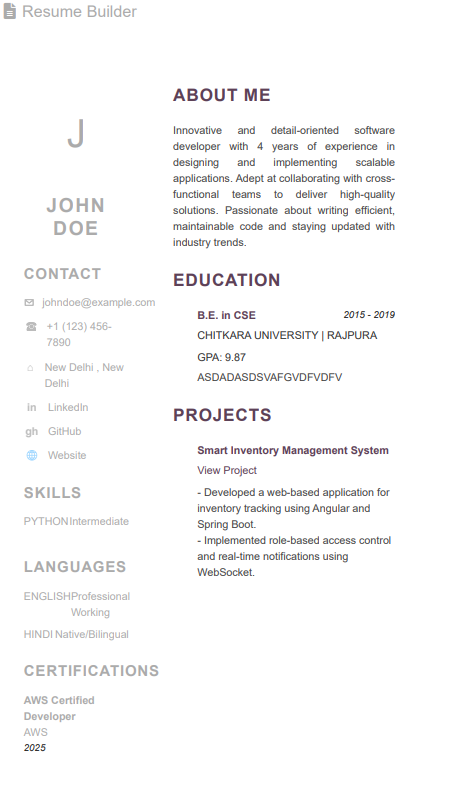 Resume Builder
J
JOHN
DOE
CONTACT
johndoe@example.com
+1 (123) 456-
7890
New Delhi , New
Delhi
in LinkedIn
gh GitHub
Website
SKILLS
PYTHONIntermediate
LANGUAGES
ENGLISHProfessional
Working
HINDI Native/Bilingual
CERTIFICATIONS
AWS Certified
Developer
AWS
2025
ABOUT ME
Innovative and detail-oriented software
developer with 4 years of experience in
designing and implementing scalable
applications. Adept at collaborating with cross-
functional teams to deliver high-quality
solutions. Passionate about writing efficient,
maintainable code and staying updated with
industry trends.
EDUCATION
B.E. in CSE 2015 - 2019
CHITKARA UNIVERSITY | RAJPURA
GPA: 9.87
ASDADASDSVAFGVDFVDFV
PROJECTS
Smart Inventory Management System
View Project
- Developed a web-based application for
inventory tracking using Angular and
Spring Boot.
- Implemented role-based access control
and real-time notifications using
WebSocket.